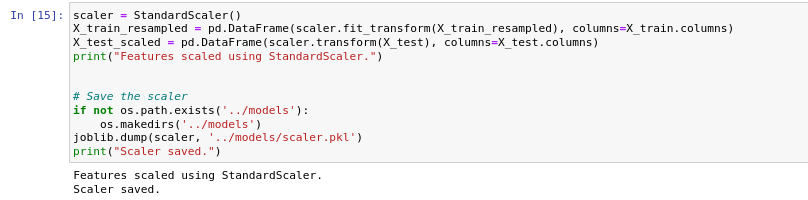 In [15]: scaler = StandardScaler()
X_train_resampled = pd.DataFrame(scaler.fit_transform(X_train_resampled), columns=X_train.columns)
X_test_scaled = pd.DataFrame(scaler.transform(X_test), columns=X_test.columns)
print("Features scaled using StandardScaler.")
# Save the scaler
if not os.path.exists('../models'):
    os.makedirs('../models')
joblib.dump(scaler, '../models/scaler.pkl')
print("Scaler saved.")
Features scaled using StandardScaler.
Scaler saved.